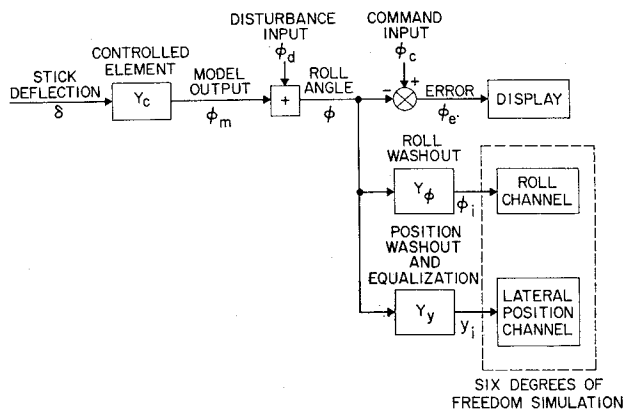 DISTURBANCE
INPUT
ϕd
COMMAND
INPUT
ϕc
CONTROLLED
ELEMENT
STICK
DEFLECTION
δ
Yc
MODEL
OUTPUT
ϕm
+
ROLL
ANGLE
ϕ
-
+
ERROR
ϕe
DISPLAY
ROLL
WASHOUT
Yϕ
ϕi
ROLL
CHANNEL
POSITION
WASHOUT
AND
EQUALIZATION
Yy
yi
LATERAL
POSITION
CHANNEL
SIX DEGREES OF
FREEDOM SIMULATION